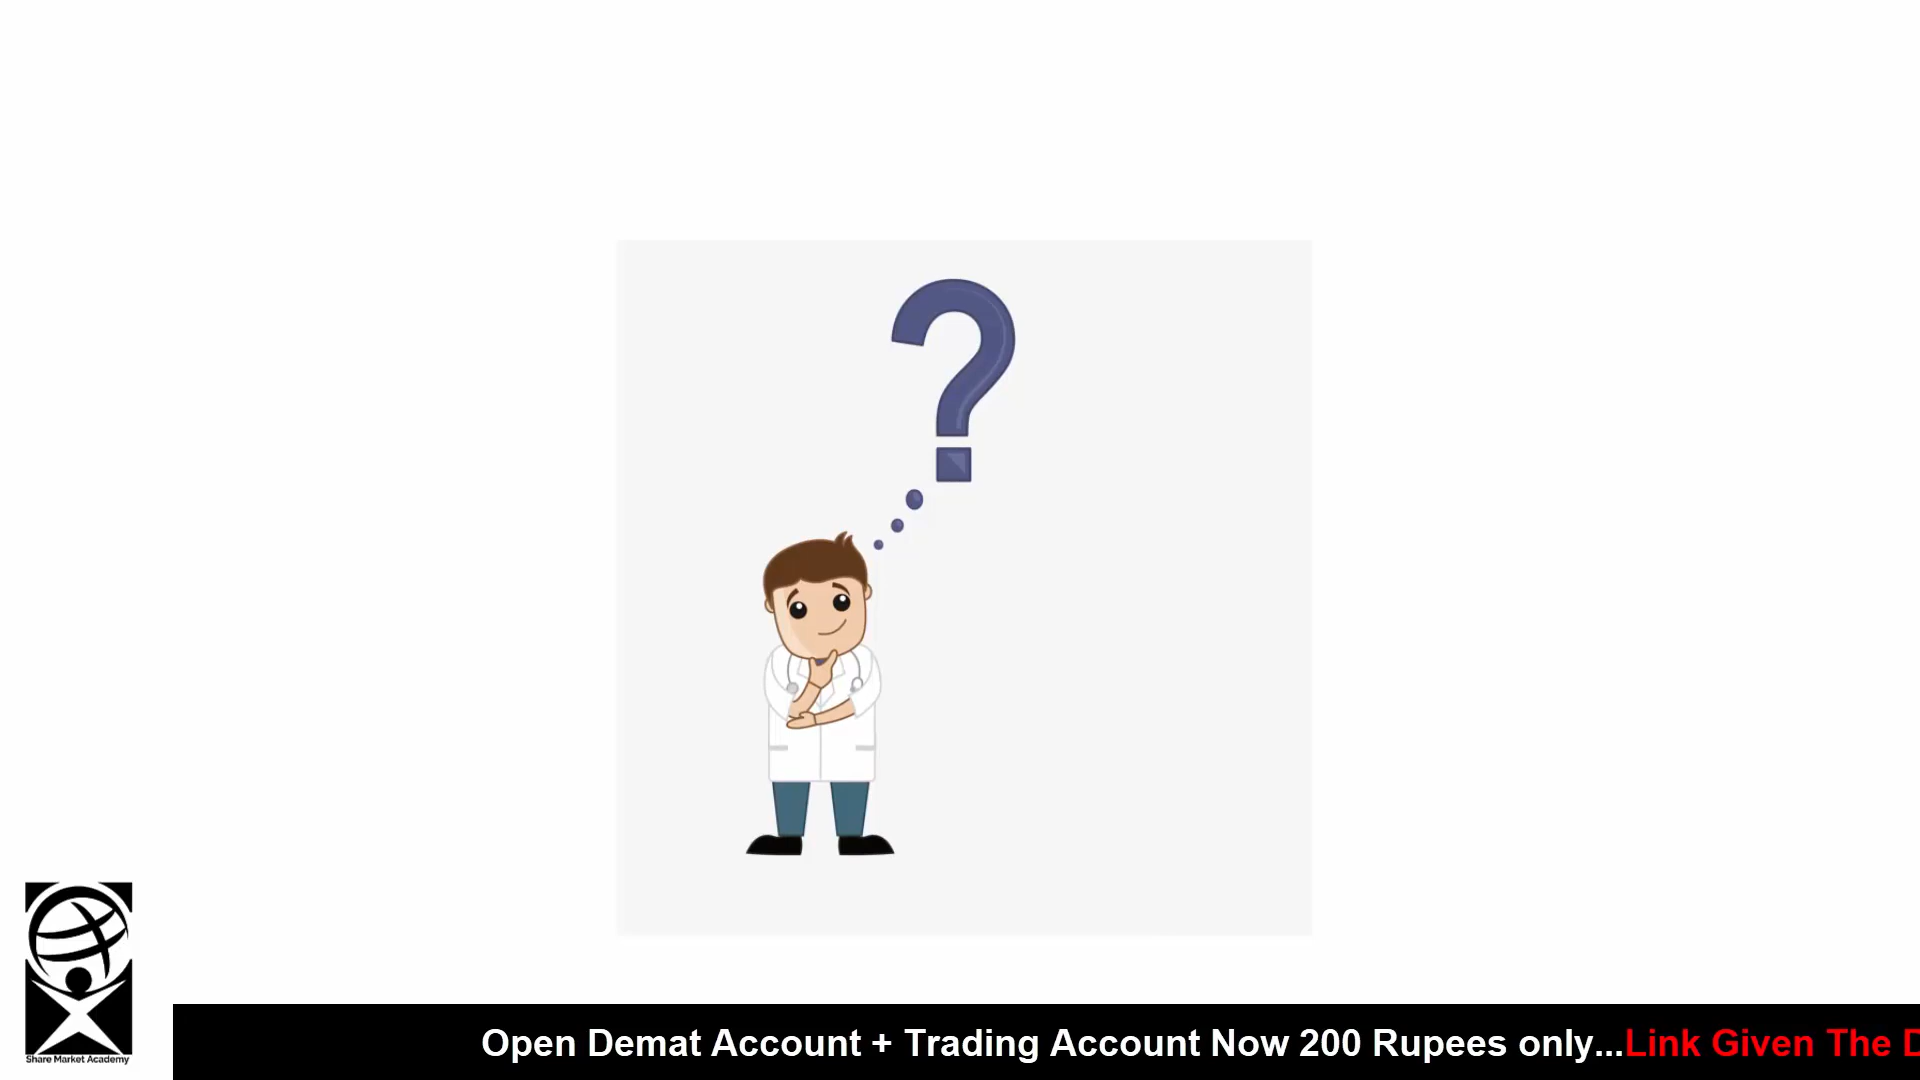 Share Market Academy
Open Demat Account + Trading Account Now 200 Rupees only...Link Given The